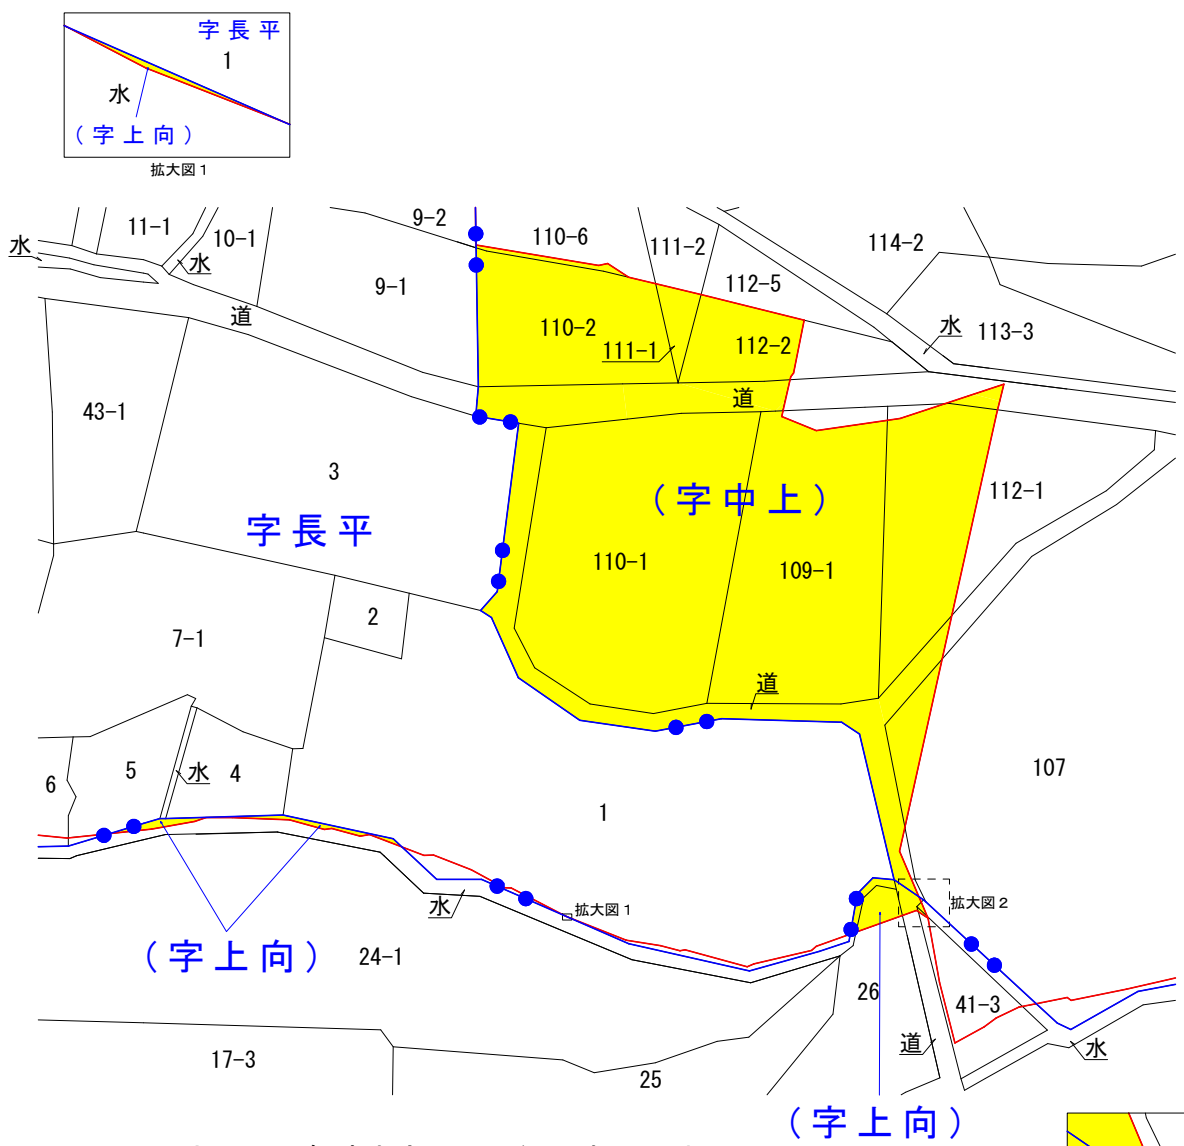 字長平
1
水
(字上向)
拡大図1
11-1
10-1
水
水
9-2
9-1
道
110-6
111-2
112-5
114-2
113-3
水
110-2
111-1
112-2
道
43-1
3
字長平
(字中上)
112-1
110-1
109-1
2
7-1
道
107
6
5
水
4
1
水
拡大図1
拡大図2
(字上向)
24-1
26
41-3
道
水
17-3
25
(字上向)